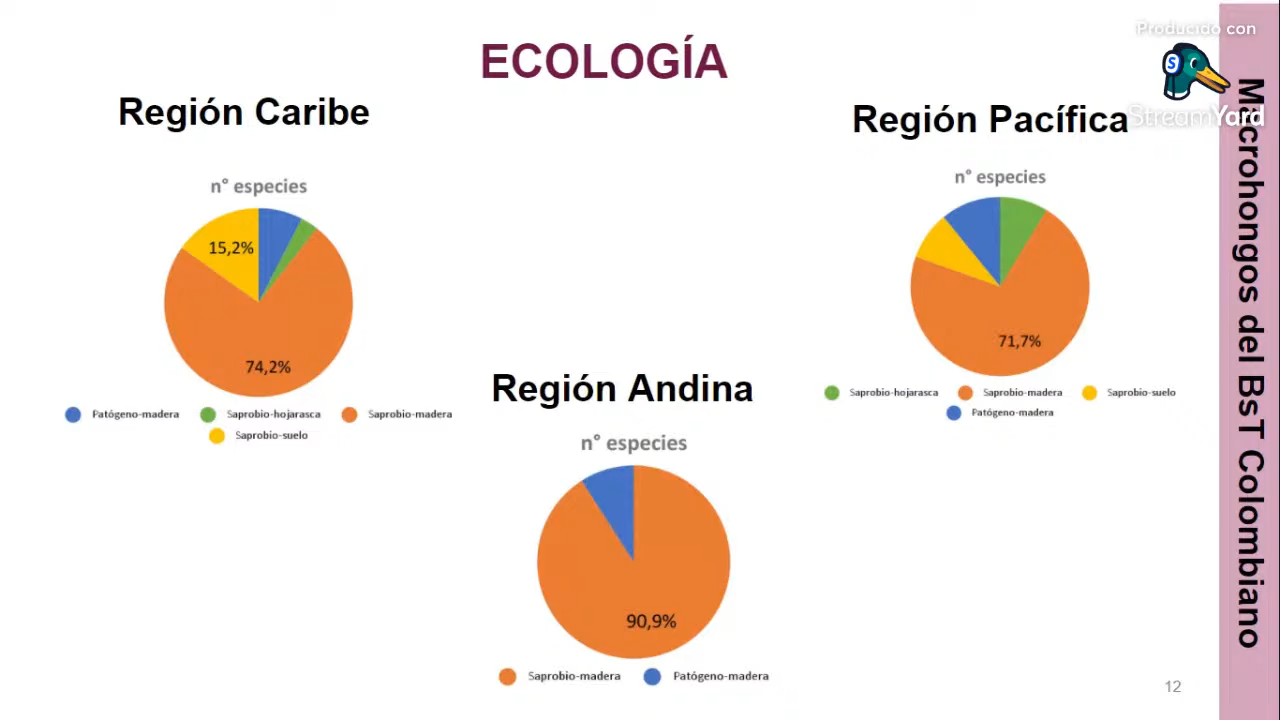 ECOLOGÍA
Región Caribe
n° especies
15,2%
74,2%
Patógeno-madera Saprobio-hojarasca Saprobio-madera
Saprobio-suelo
Región Pacífica
n° especies
71,7%
Saprobio-hojarasca Saprobio-madera Saprobio-suelo
Patógeno-madera
Región Andina
n° especies
90,9%
Saprobio-madera Patógeno-madera
12
Producido con
S
StreamYard
Macrohongos del BsT Colombiano